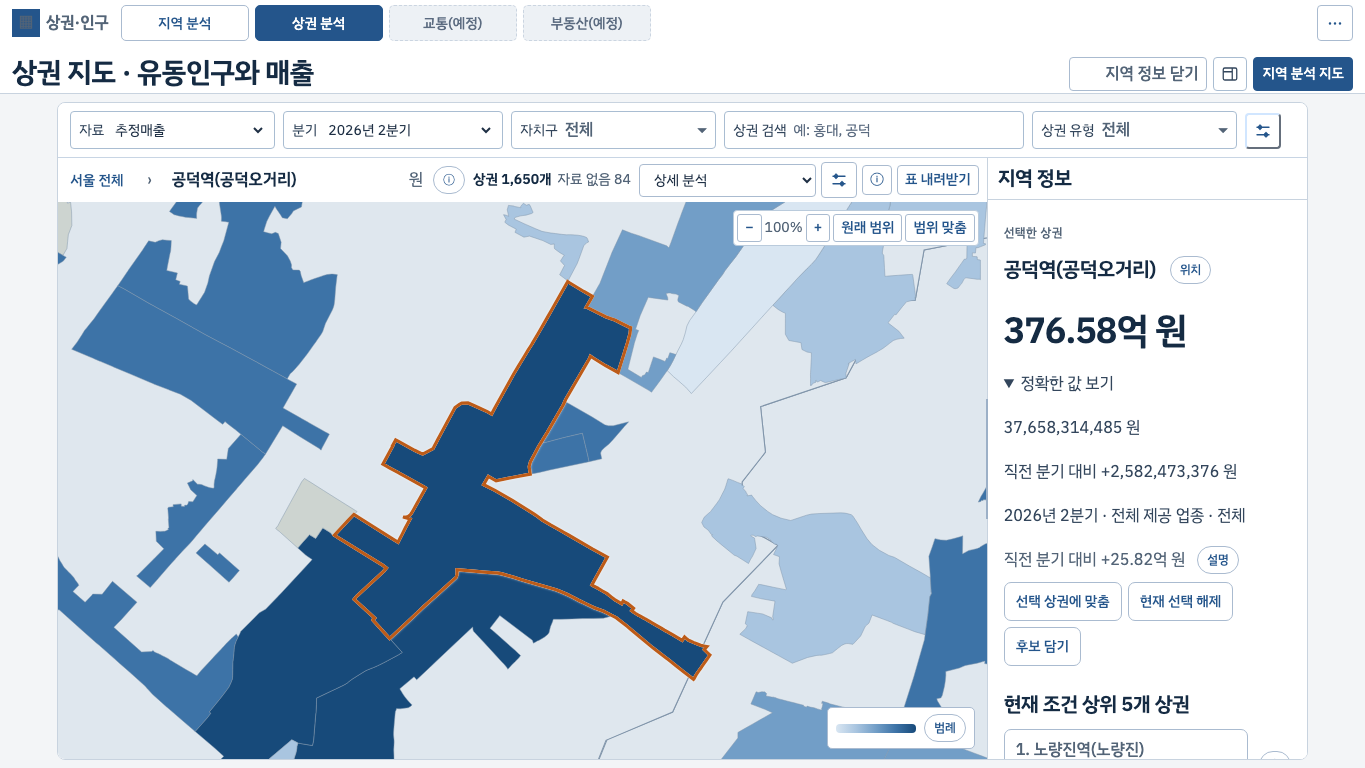 상권·인구
지역 분석
상권 분석
교통(예정)
부동산(예정)
···
상권 지도 · 유동인구와 매출
지역 정보 닫기
지역 분석 지도
자료 추정매출
분기 2026년 2분기
자치구 전체
상권 검색 예: 홍대, 공덕
상권 유형 전체
서울 전체 › 공덕역(공덕오거리)
원
상권 1,650개 자료 없음 84
상세 분석
표 내려받기
− 100% +
원래 범위
범위 맞춤
범례
지역 정보
선택한 상권
공덕역(공덕오거리) 위치
376.58억 원
▼ 정확한 값 보기
37,658,314,485 원
직전 분기 대비 +2,582,473,376 원
2026년 2분기 · 전체 제공 업종 · 전체
직전 분기 대비 +25.82억 원 설명
선택 상권에 맞춤
현재 선택 해제
후보 담기
현재 조건 상위 5개 상권
1. 노량진역(노량진)